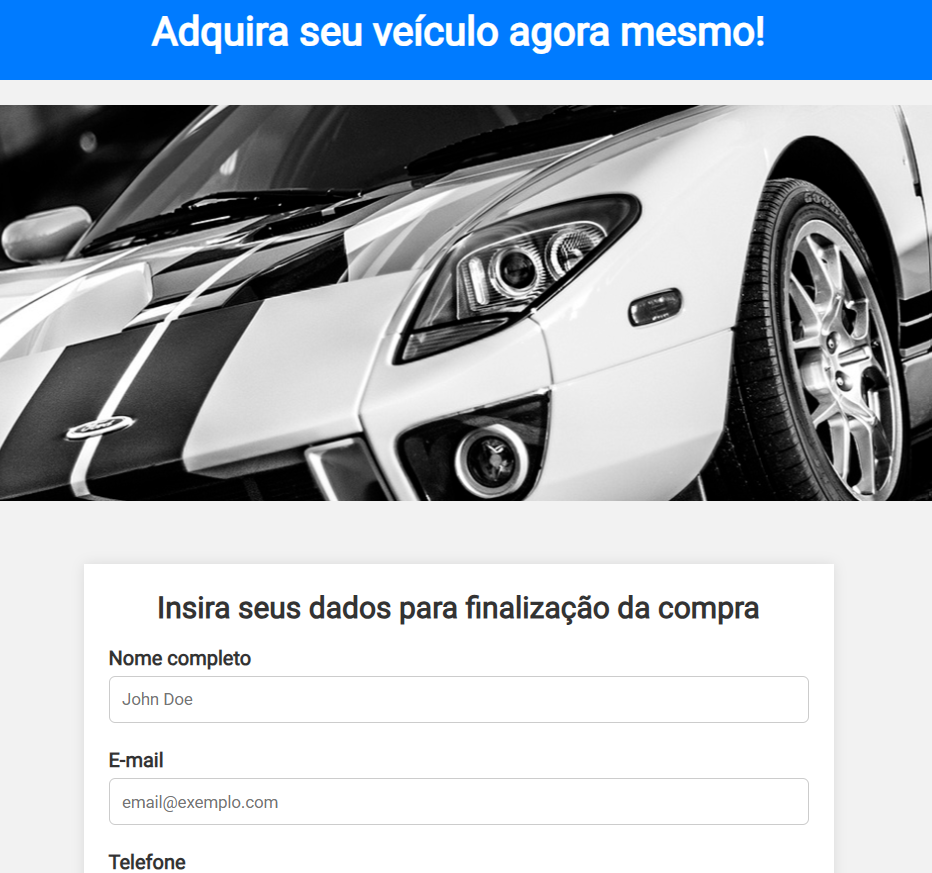 Adquira seu veículo agora mesmo!
Ford
Insira seus dados para finalização da compra
Nome completo
John Doe
E-mail
email@exemplo.com
Telefone